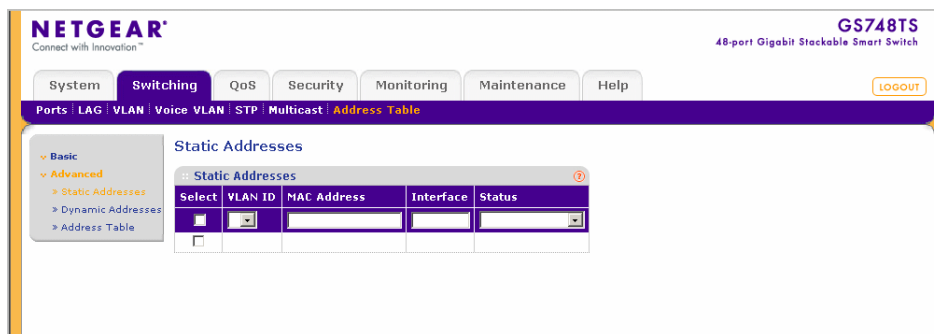 NETGEAR®
Connect with Innovation™
GS748TS
48-port Gigabit Stackable Smart Switch
System Switching QoS Security Monitoring Maintenance Help
LOGOUT
Ports LAG VLAN Voice VLAN STP Multicast Address Table
Basic
Advanced
» Static Addresses
» Dynamic Addresses
» Address Table
Static Addresses
Static Addresses ?
Select VLAN ID MAC Address Interface Status